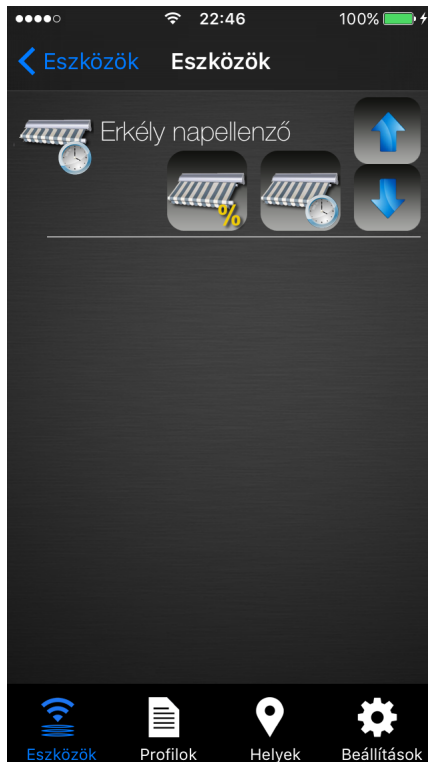 22:46
100%
Eszközök
Eszközök
Erkély napellenző
%
Eszközök
Profilok
Helyek
Beállítások